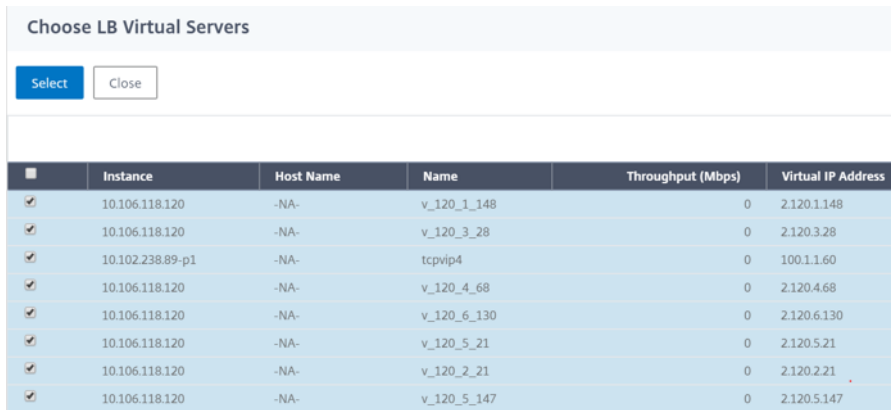 Choose LB Virtual Servers
Select Close
Instance Host Name Name Throughput (Mbps) Virtual IP Address
10.106.118.120 -NA- v_120_1_148 0 2.120.1.148
10.106.118.120 -NA- v_120_3_28 0 2.120.3.28
10.102.238.89-p1 -NA- tcpvip4 0 100.1.1.60
10.106.118.120 -NA- v_120_4_68 0 2.120.4.68
10.106.118.120 -NA- v_120_6_130 0 2.120.6.130
10.106.118.120 -NA- v_120_5_21 0 2.120.5.21
10.106.118.120 -NA- v_120_2_21 0 2.120.2.21
10.106.118.120 -NA- v_120_5_147 0 2.120.5.147